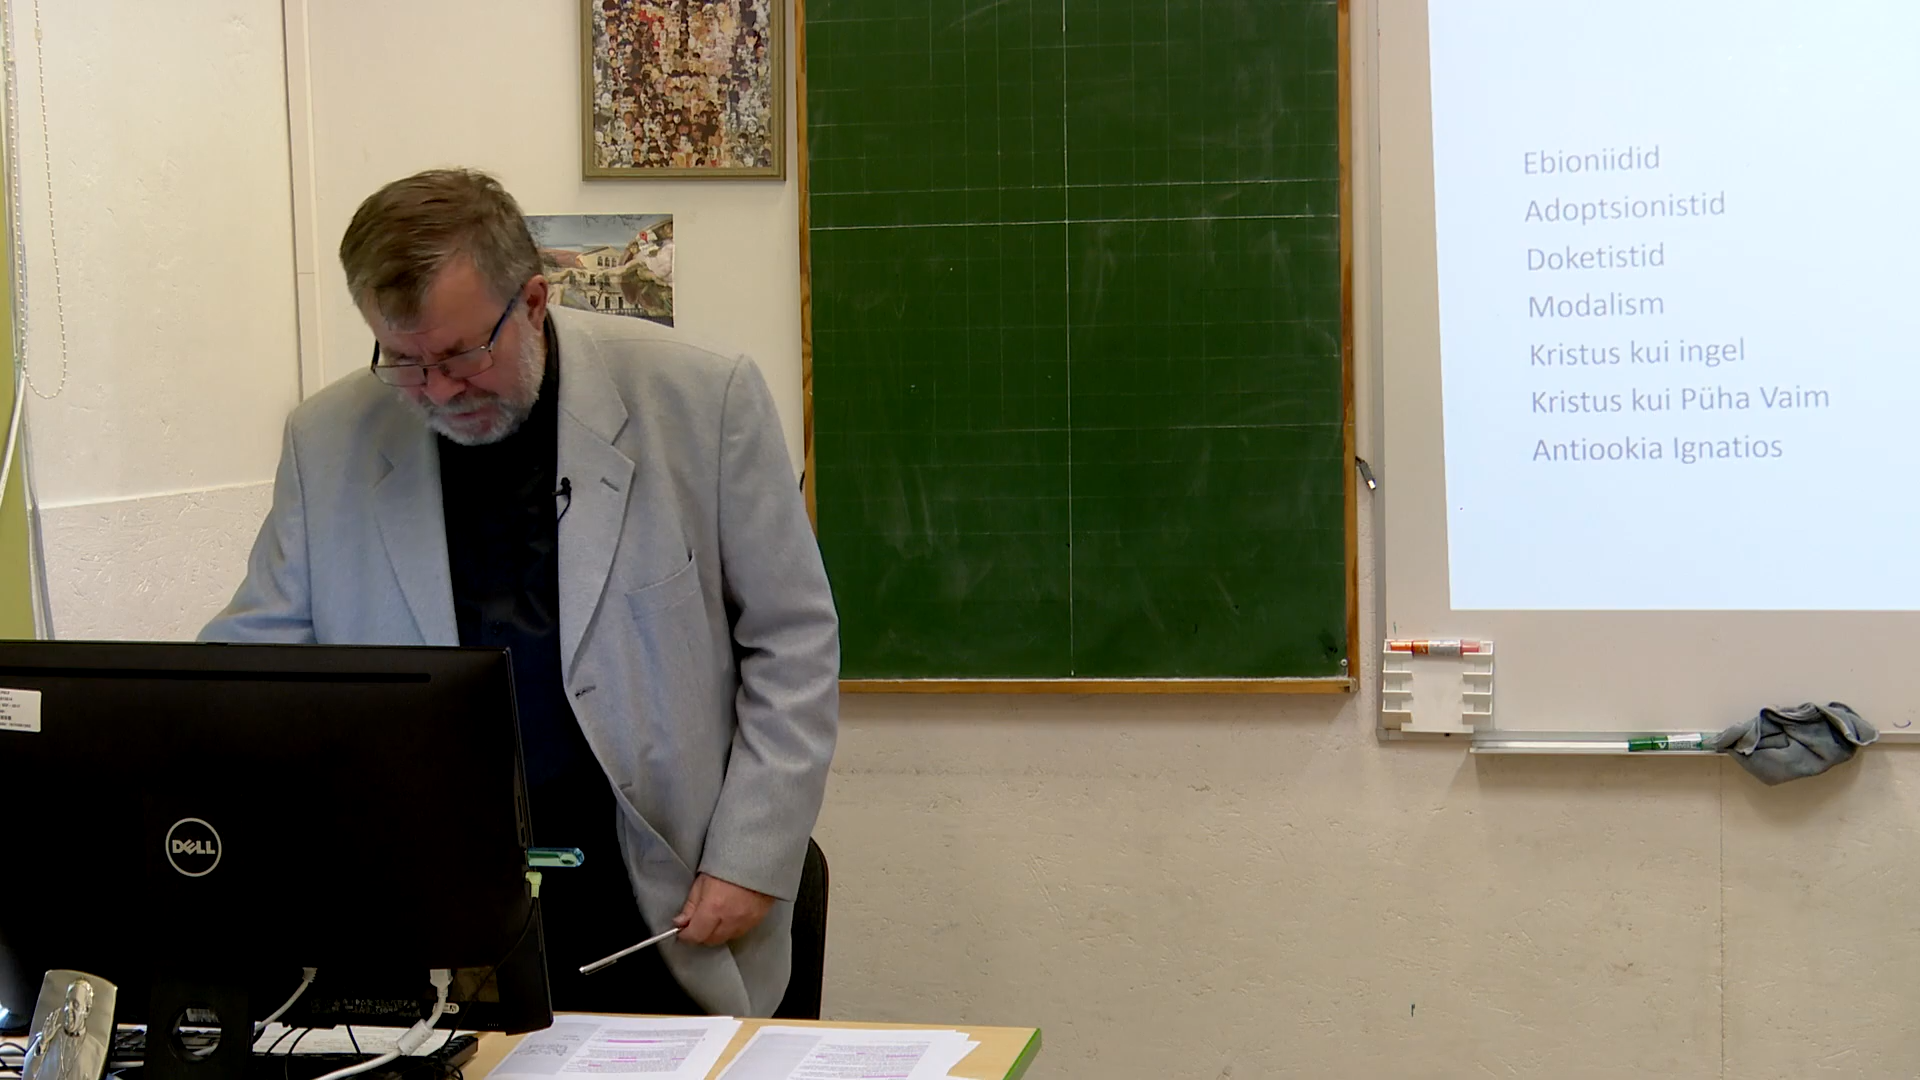 Ebioniidid
Adoptsionistid
Doketistid
Modalism
Kristus kui ingel
Kristus kui Püha Vaim
Antiookia Ignatios
DELL